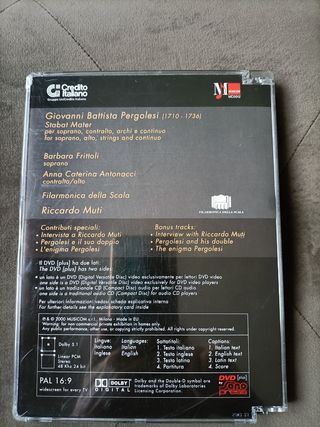 Credito
Italiano
Gruppo UniCredito Italiano
MJ
MUSICOM
Giovanni Battista Pergolesi (1710 - 1736)
Stabat Mater
per soprano, contralto, archi e continuo
for soprano, alto, strings and continuo
Barbara Frittoli
soprano
Anna Caterina Antonacci
contralto/alto
Filarmonica della Scala
FILARMONICA DELLA SCALA
Riccardo Muti
Contributi speciali:
• Intervista a Riccardo Muti
• Pergolesi e il suo doppio
• L'enigma Pergolesi
Bonus tracks:
• Interview with Riccardo Muti
• Pergolesi and his double
• The enigma Pergolesi
Il DVD [plus] ha due lati:
The DVD [plus] has two sides:
un lato è un DVD (Digital Versatile Disc) video esclusivamente per lettori DVD video
one side is a DVD (Digital Versatile Disc) video exclusively for DVD video players
un lato è un tradizionale CD (Compact Disc) audio per lettori CD audio
one side is a traditional audio CD (Compact Disc) for audio CD players
Per ulteriori informazioni vedasi scheda esplicativa interna
For further details see the explanatory card inside
℗ & © 2000 MUSICOM s.r.l. - Made in EU
Warning: for non commercial private exhibition in homes only.
Any public performance, other use, or copying is strictly prohibited. All rights under copyright reserved.
Dolby 5.1
Linear PCM
Stereo
48 Khz 24 bit
Lingue:
Italiano
Inglese
Languages:
Italian
English
Sottotitoli:
1. Testo italiano
2. Testo inglese
3. Testo latino
4. Partitura
Captions:
1. Italian text
2. English text
3. Latin text
4. Score
PAL 16:9
widescreen for every TV
DOLBY
DIGITAL
Dolby and the Double-D symbol are
trademarks of Dolby Laboratories
Licensing Corporation.
DVD [plus] by
sono
press